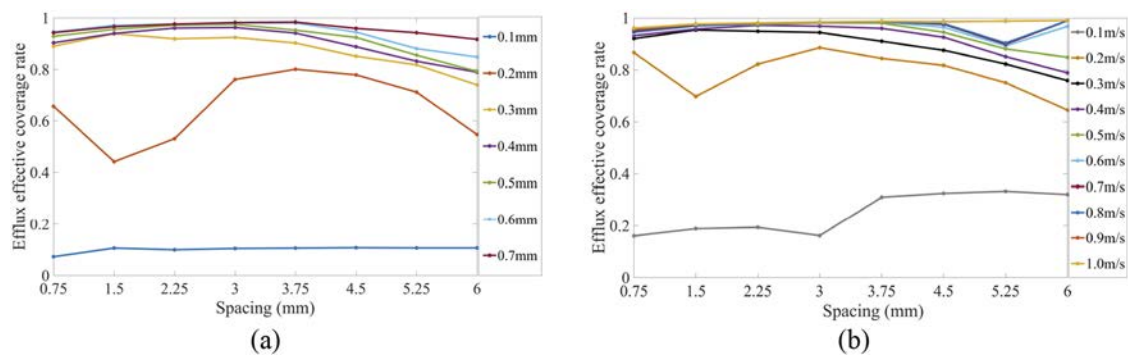 Efflux effective coverage rate
1
0.8
0.6
0.4
0.2
0
0.75 1.5 2.25 3 3.75 4.5 5.25 6
Spacing (mm)
0.1mm
0.2mm
0.3mm
0.4mm
0.5mm
0.6mm
0.7mm
(a)
Efflux effective coverage rate
1
0.8
0.6
0.4
0.2
0
0.75 1.5 2.25 3 3.75 4.5 5.25 6
Spacing (mm)
0.1m/s
0.2m/s
0.3m/s
0.4m/s
0.5m/s
0.6m/s
0.7m/s
0.8m/s
0.9m/s
1.0m/s
(b)